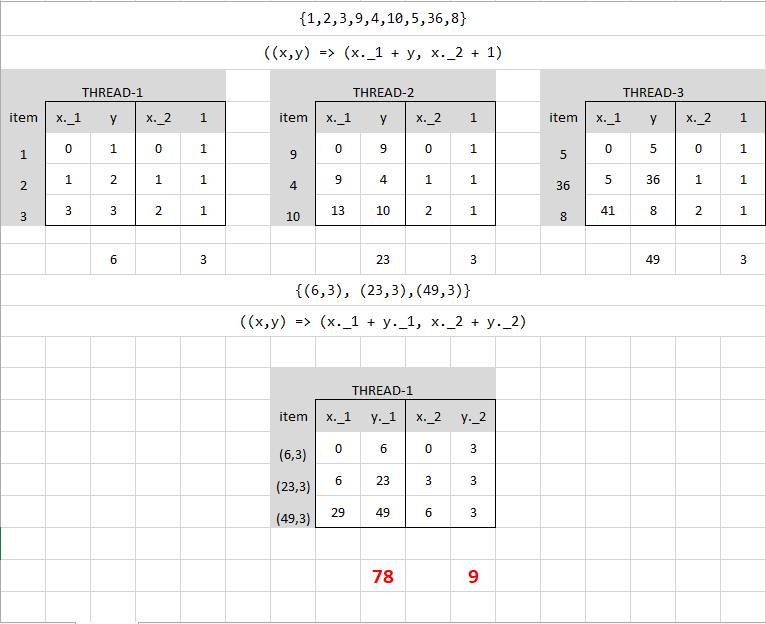 {1,2,3,9,4,10,5,36,8}
((x,y) => (x._1 + y, x._2 + 1)
THREAD-1 THREAD-2 THREAD-3
item x._1 y x._2 1 item x._1 y x._2 1 item x._1 y x._2 1
1 0 1 0 1 9 0 9 0 1 5 0 5 0 1
2 1 2 1 1 4 9 4 1 1 36 5 36 1 1
3 3 3 2 1 10 13 10 2 1 8 41 8 2 1
6 3 23 3 49 3
{(6,3), (23,3),(49,3)}
((x,y) => (x._1 + y._1, x._2 + y._2)
THREAD-1
item x._1 y._1 x._2 y._2
(6,3) 0 6 0 3
(23,3) 6 23 3 3
(49,3) 29 49 6 3
78 9